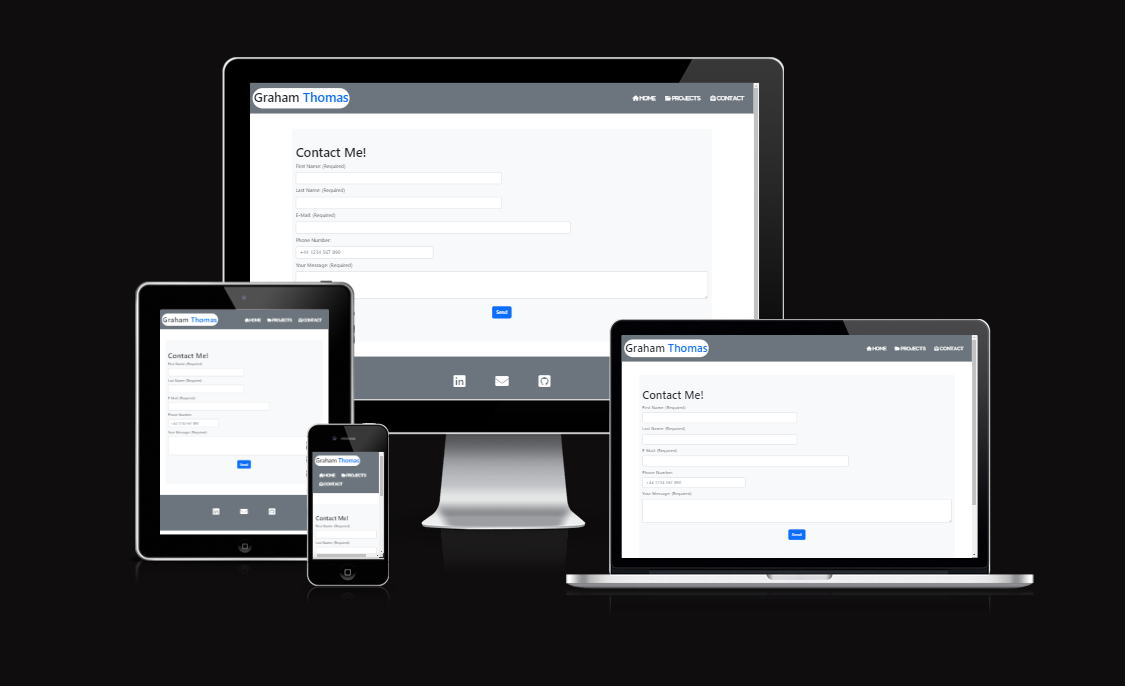 Graham Thomas
HOME PROJECTS CONTACT
Contact Me!
First Name: (Required)
Last Name: (Required)
E-Mail: (Required)
Phone Number:
+44 1234 567 890
Your Message: (Required)
Send
Graham Thomas
HOME PROJECTS CONTACT
Contact Me!
First Name: (Required)
Last Name: (Required)
E-Mail: (Required)
Phone Number:
+44 1234 567 890
Your Message: (Required)
Send
Graham Thomas
HOME PROJECTS
CONTACT
Contact Me!
First Name: (Required)
Last Name: (Required)
Graham Thomas
HOME PROJECTS CONTACT
Contact Me!
First Name: (Required)
Last Name: (Required)
E-Mail: (Required)
Phone Number:
+44 1234 567 890
Your Message: (Required)
Send